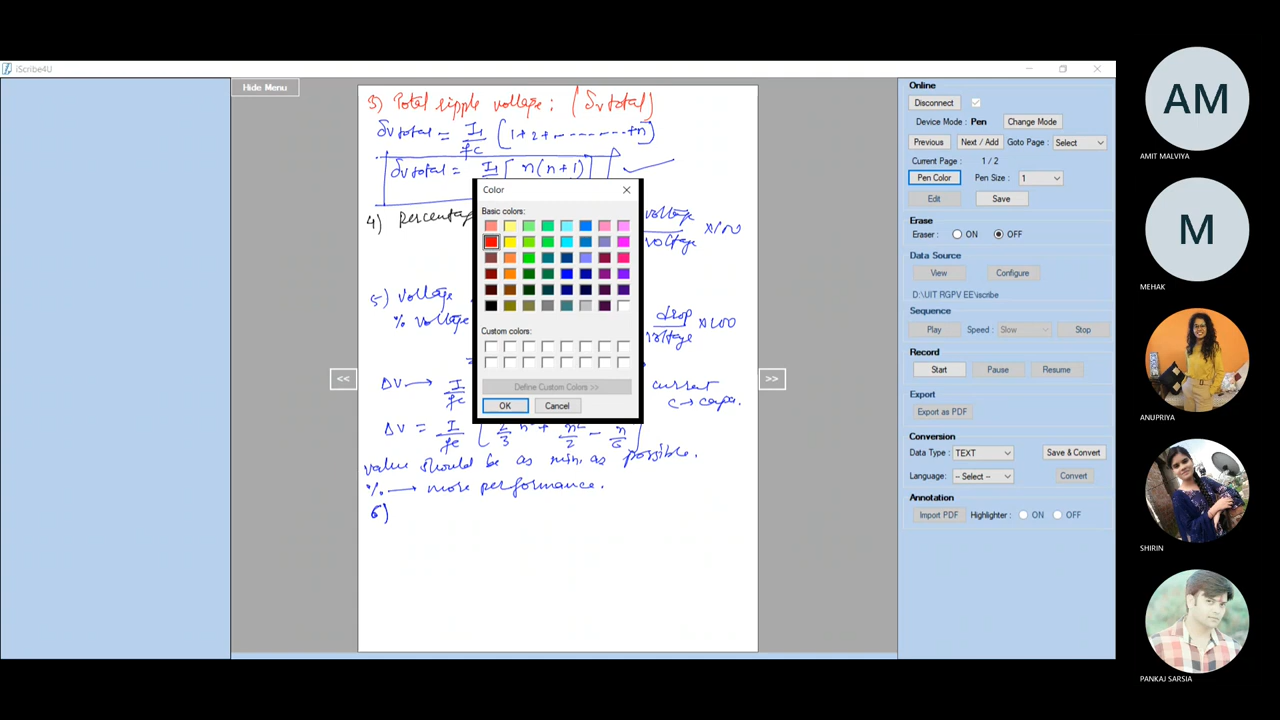 iScribe4U
Hide Menu
3) Total ripple voltage : (δv total)
δv total = I1/fc (1+2+--------+n)
δv total = I1 [ n(n+1) ]
4) Percentag
voltage
voltage
×100
5) voltage
% voltage
drop
voltage
×100
=
ΔV → I/fc
current
c → capa.
ΔV = I/fc ( 2/3 n³ + n²/2 - n/6 )
value should be as min. as possible.
% → more performance.
6)
<<
>>
Color
Basic colors:
Custom colors:
Define Custom Colors >>
OK
Cancel
Online
Disconnect
Device Mode : Pen
Change Mode
Previous
Next / Add
Goto Page :
Select
Current Page : 1 / 2
Pen Color
Pen Size :
1
Edit
Save
Erase
Eraser :
ON
OFF
Data Source
View
Configure
D:\UIT RGPV EE\iscribe
Sequence
Play
Speed :
Slow
Stop
Record
Start
Pause
Resume
Export
Export as PDF
Conversion
Data Type :
TEXT
Save & Convert
Language :
-- Select --
Convert
Annotation
Import PDF
Highlighter :
ON
OFF
AM
AMIT MALVIYA
M
MEHAK
ANUPRIYA
SHIRIN
PANKAJ SARSIA